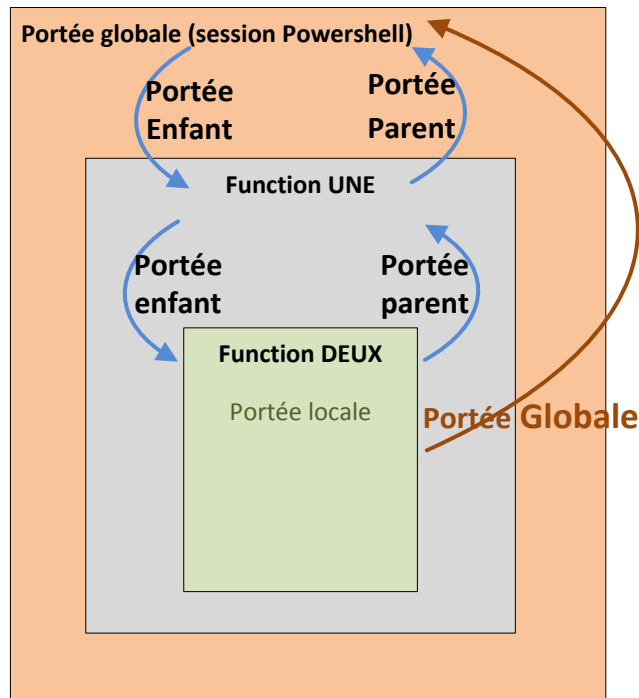 Portée globale (session Powershell)
Portée
Enfant
Portée
Parent
Function UNE
Portée
enfant
Portée
parent
Function DEUX
Portée locale
Portée Globale